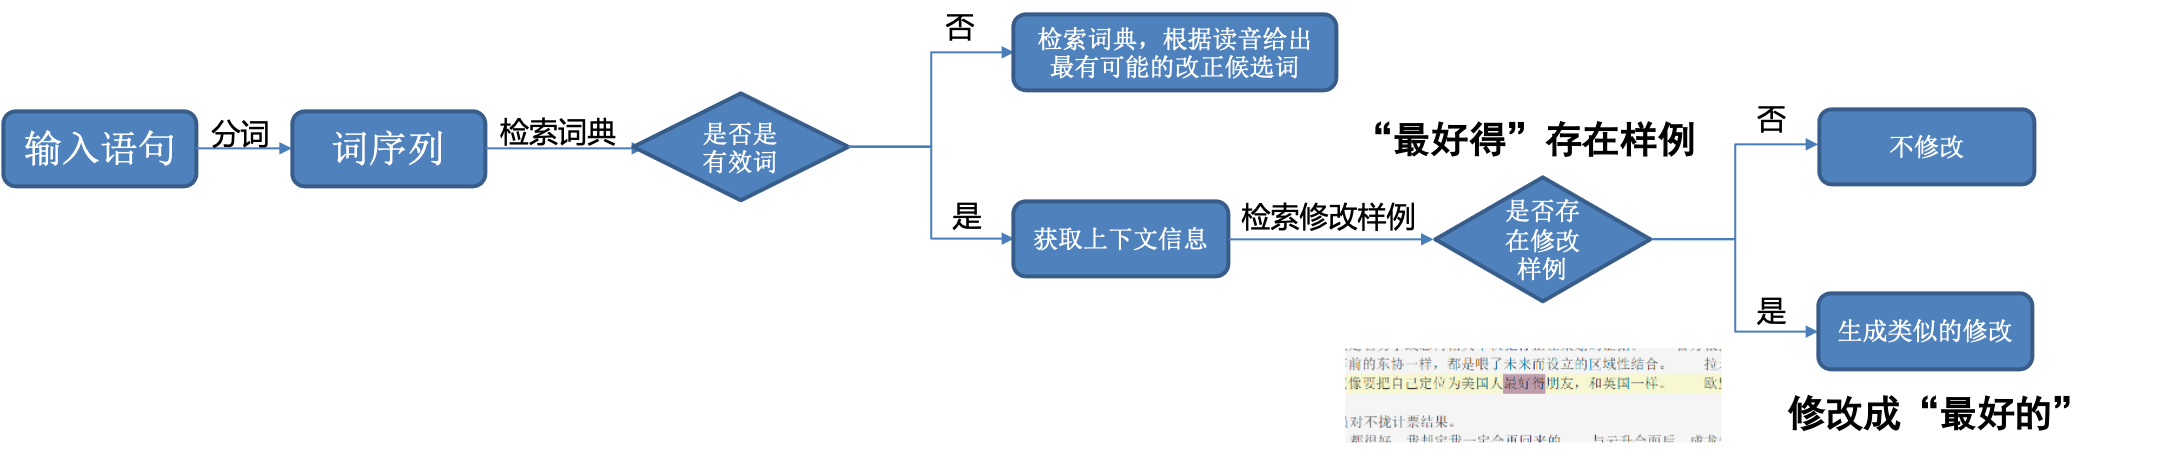 输入语句
分词
词序列
检索词典
是否是
有效词
否
检索词典，根据读音给出
最有可能的改正候选词
是
获取上下文信息
检索修改样例
“最好得”存在样例
是否存
在修改
样例
否
不修改
是
生成类似的修改
修改成“最好的”
前的东协一样，都是喂了未来而设立的区域性结合。 拉
像要把自己定位为美国人最好得朋友，和英国一样。 欧
对不拢计票结果。